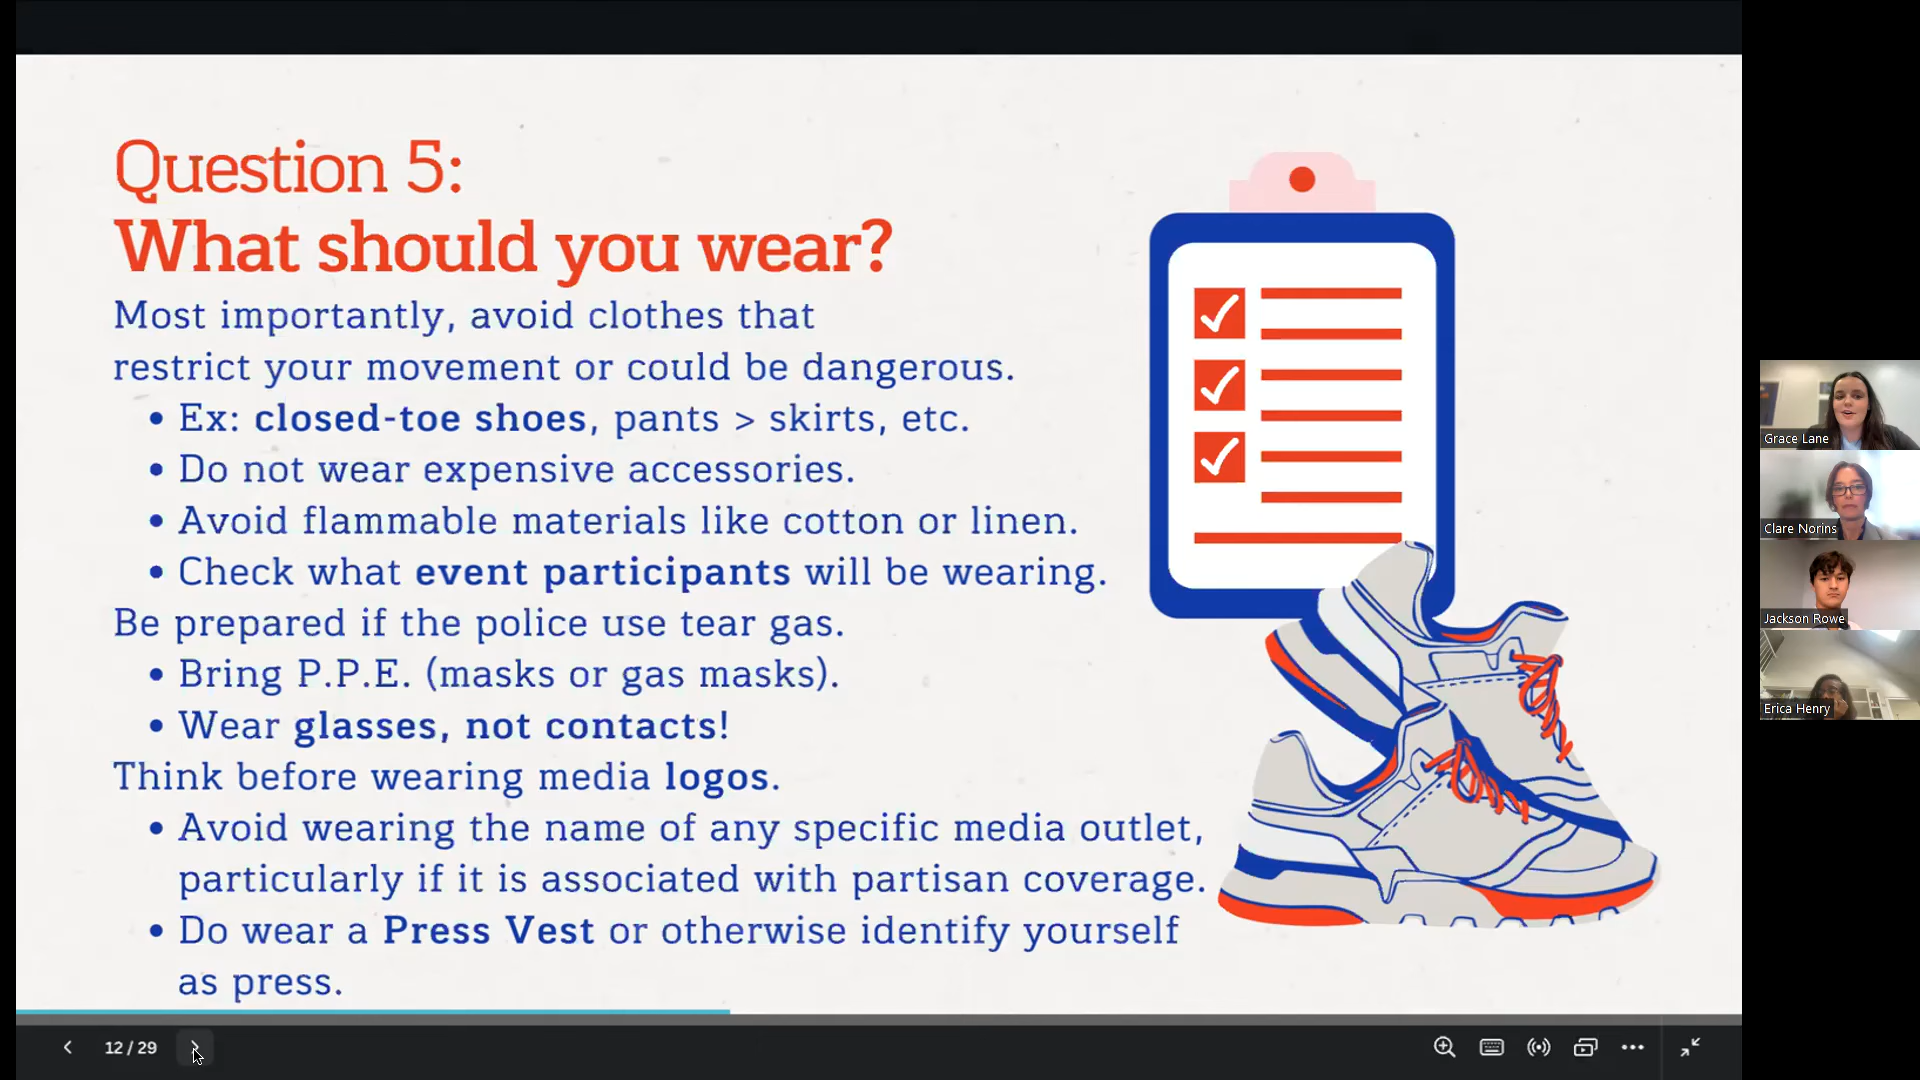 Question 5:
What should you wear?
Most importantly, avoid clothes that
restrict your movement or could be dangerous.
• Ex: closed-toe shoes, pants > skirts, etc.
• Do not wear expensive accessories.
• Avoid flammable materials like cotton or linen.
• Check what event participants will be wearing.
Be prepared if the police use tear gas.
• Bring P.P.E. (masks or gas masks).
• Wear glasses, not contacts!
Think before wearing media logos.
• Avoid wearing the name of any specific media outlet,
particularly if it is associated with partisan coverage.
• Do wear a Press Vest or otherwise identify yourself
as press.
12 / 29
Grace Lane
Clare Norins
Jackson Rowe
Erica Henry